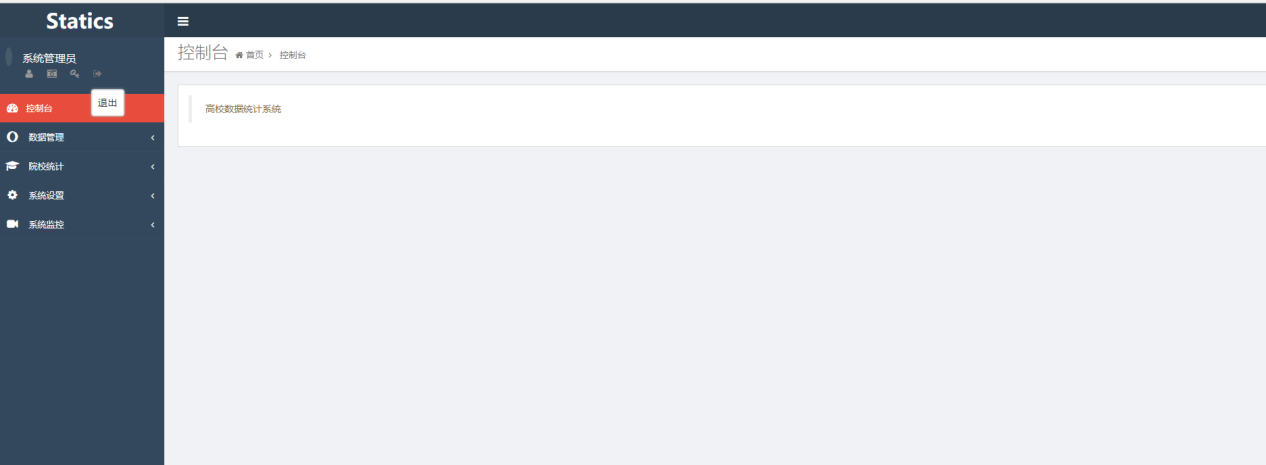 Statics
系统管理员
退出
控制台
数据管理
院校统计
系统设置
系统监控
控制台 首页 > 控制台
高校数据统计系统